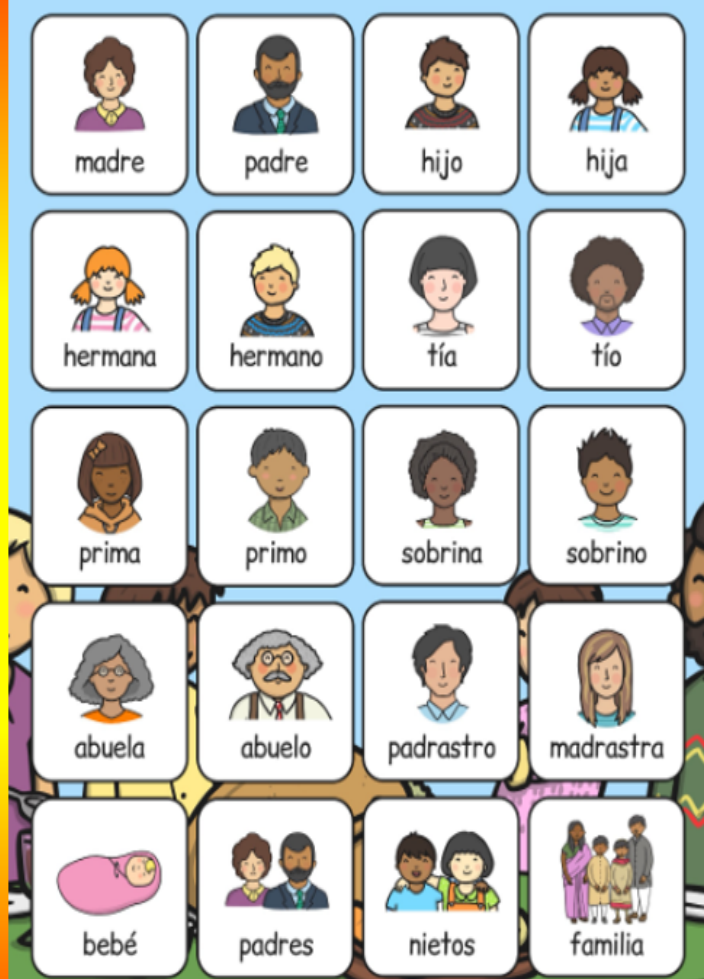 madre padre hijo hija
hermana hermano tía tío
prima primo sobrina sobrino
abuela abuelo padrastro madrastra
bebé padres nietos familia